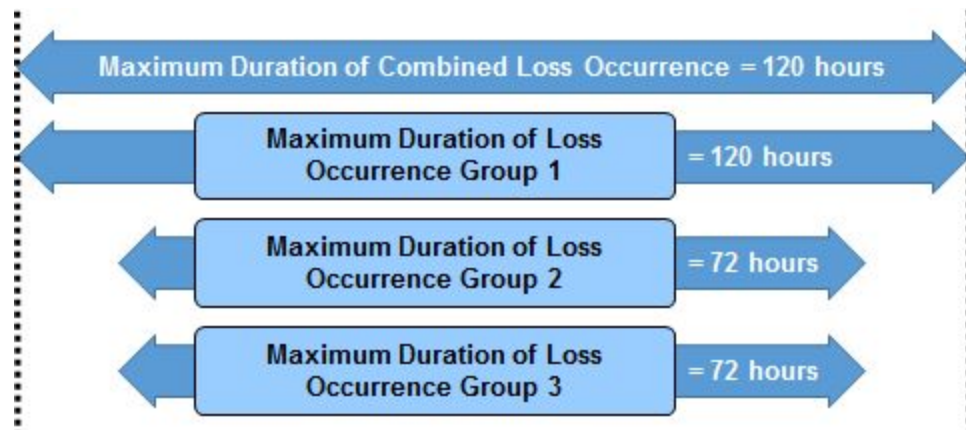 Maximum Duration of Combined Loss Occurrence = 120 hours
Maximum Duration of Loss
Occurrence Group 1
= 120 hours
Maximum Duration of Loss
Occurrence Group 2
= 72 hours
Maximum Duration of Loss
Occurrence Group 3
= 72 hours